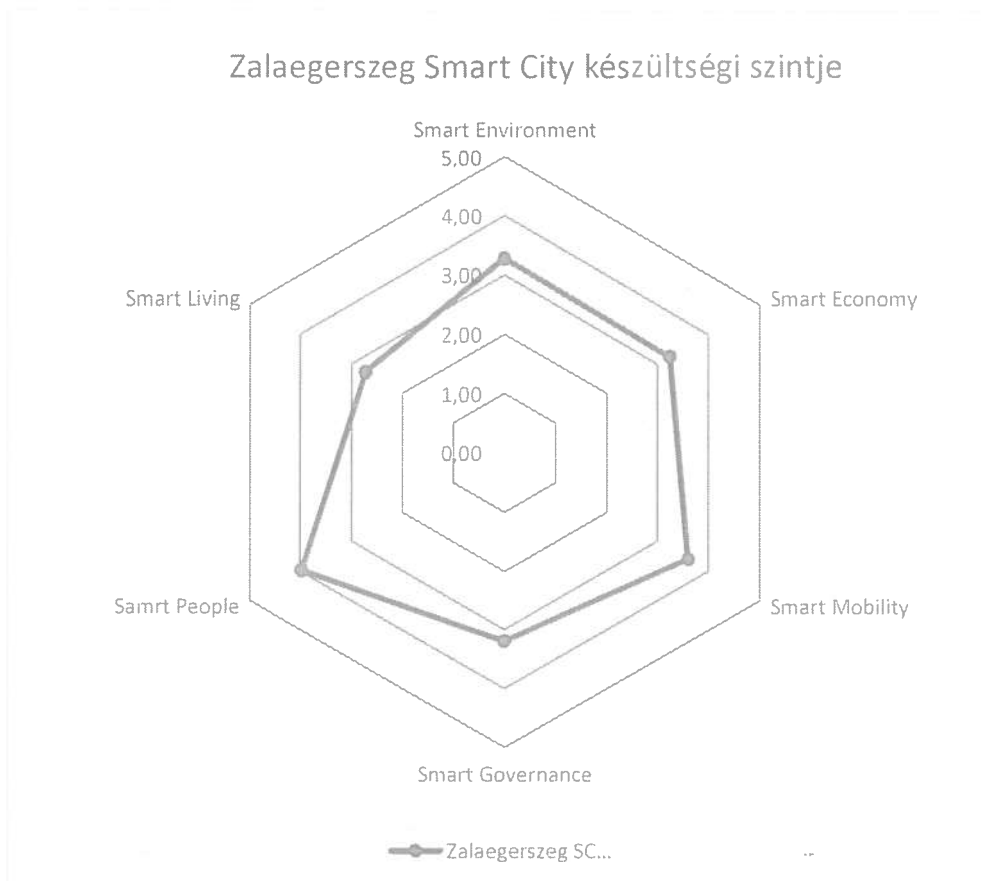 Zalaegerszeg Smart City készültségi szintje
Smart Environment
5,00
4,00
3,00
2,00
1,00
0,00
Smart Living
Smart Economy
Samrt People
Smart Mobility
Smart Governance
Zalaegerszeg SC...